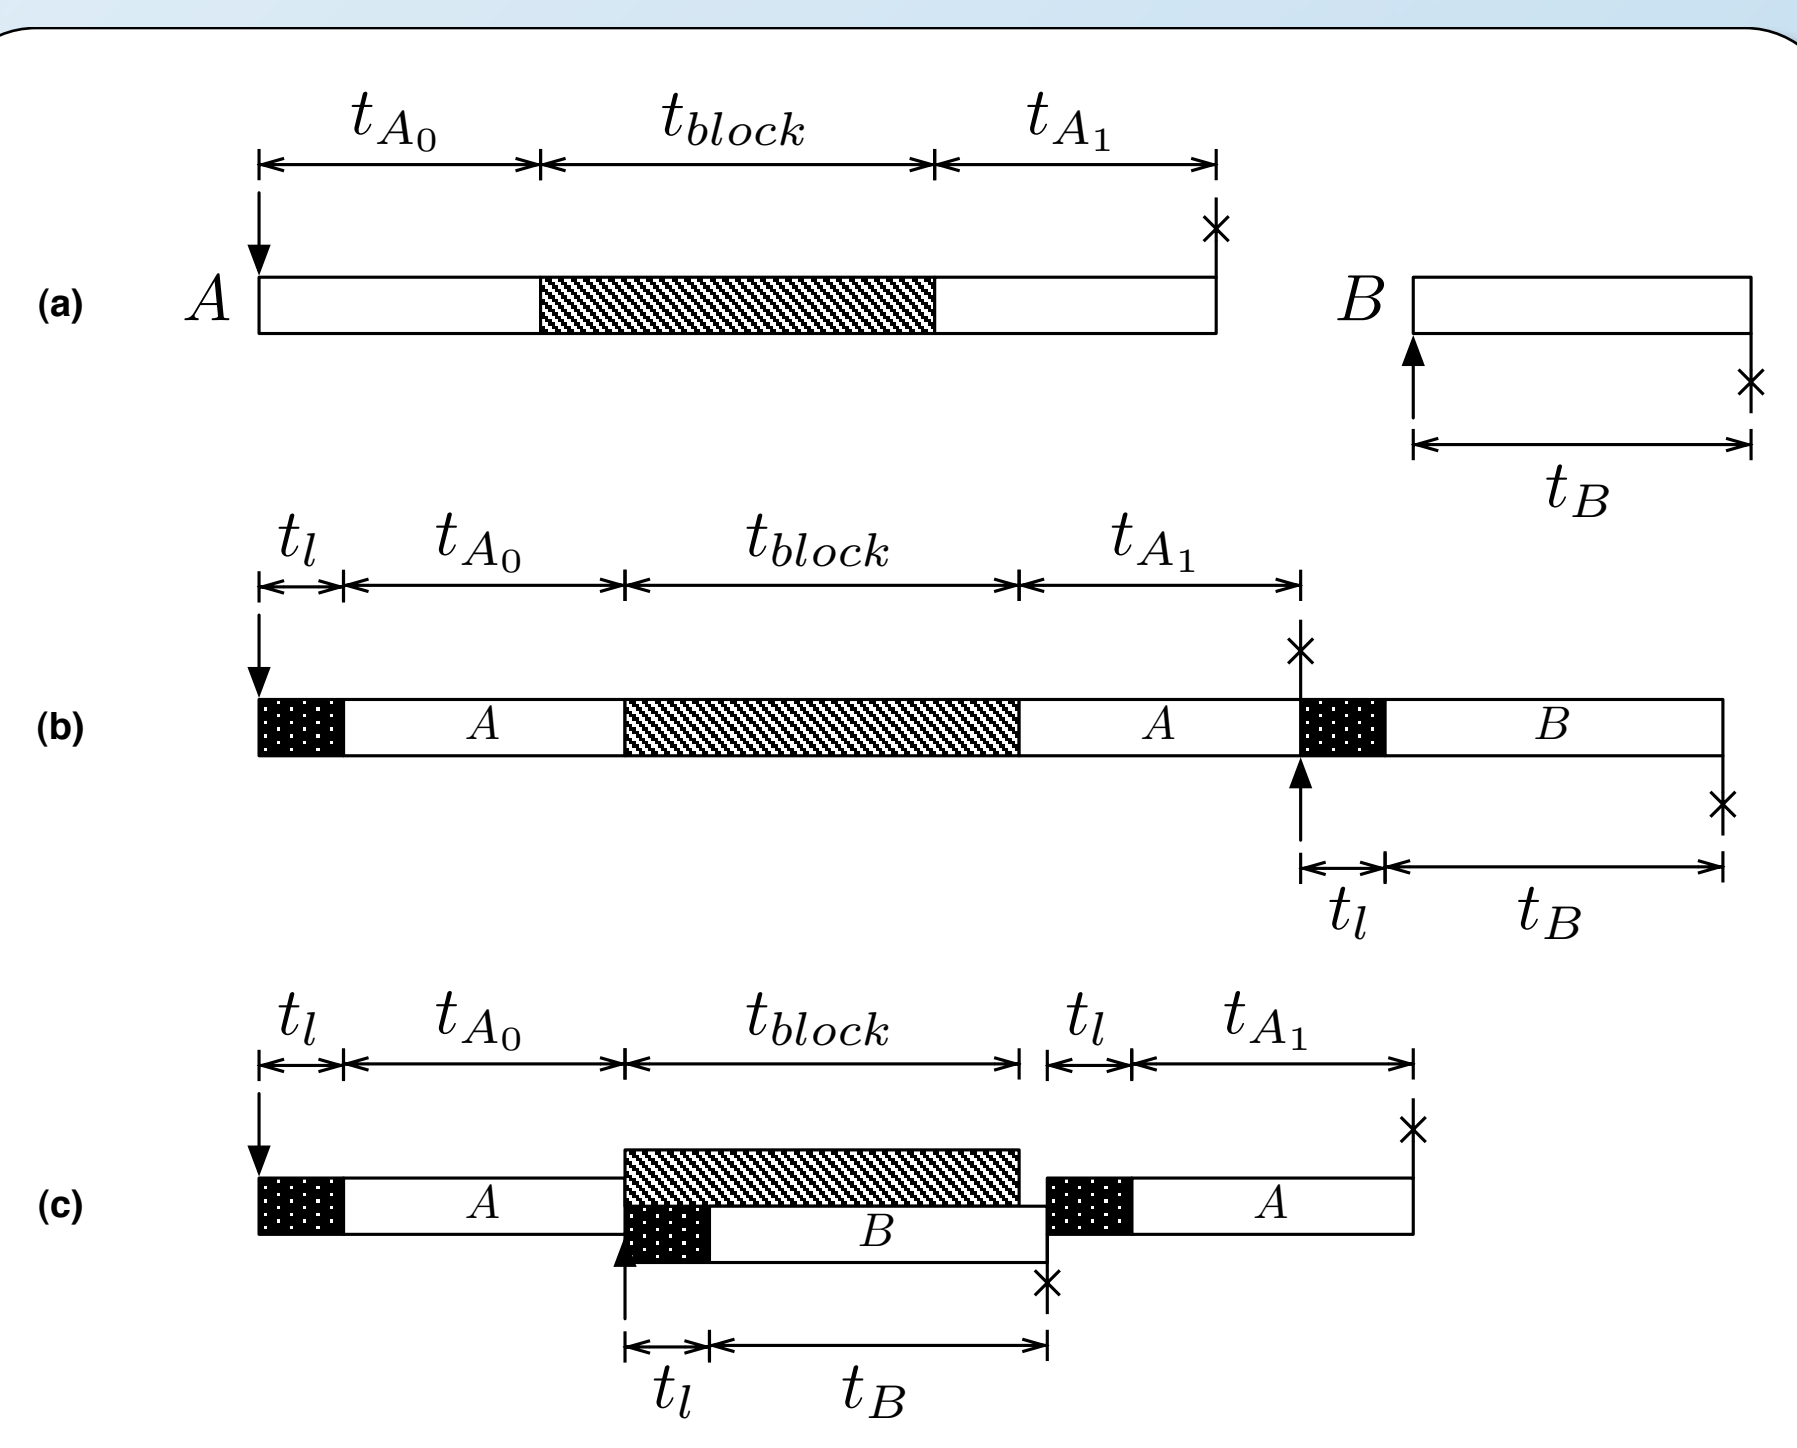 t_{A_0} t_{block} t_{A_1}
(a) A B
t_B
t_l t_{A_0} t_{block} t_{A_1}
(b) A A B
t_l t_B
t_l t_{A_0} t_{block} t_l t_{A_1}
(c) A B A
t_l t_B